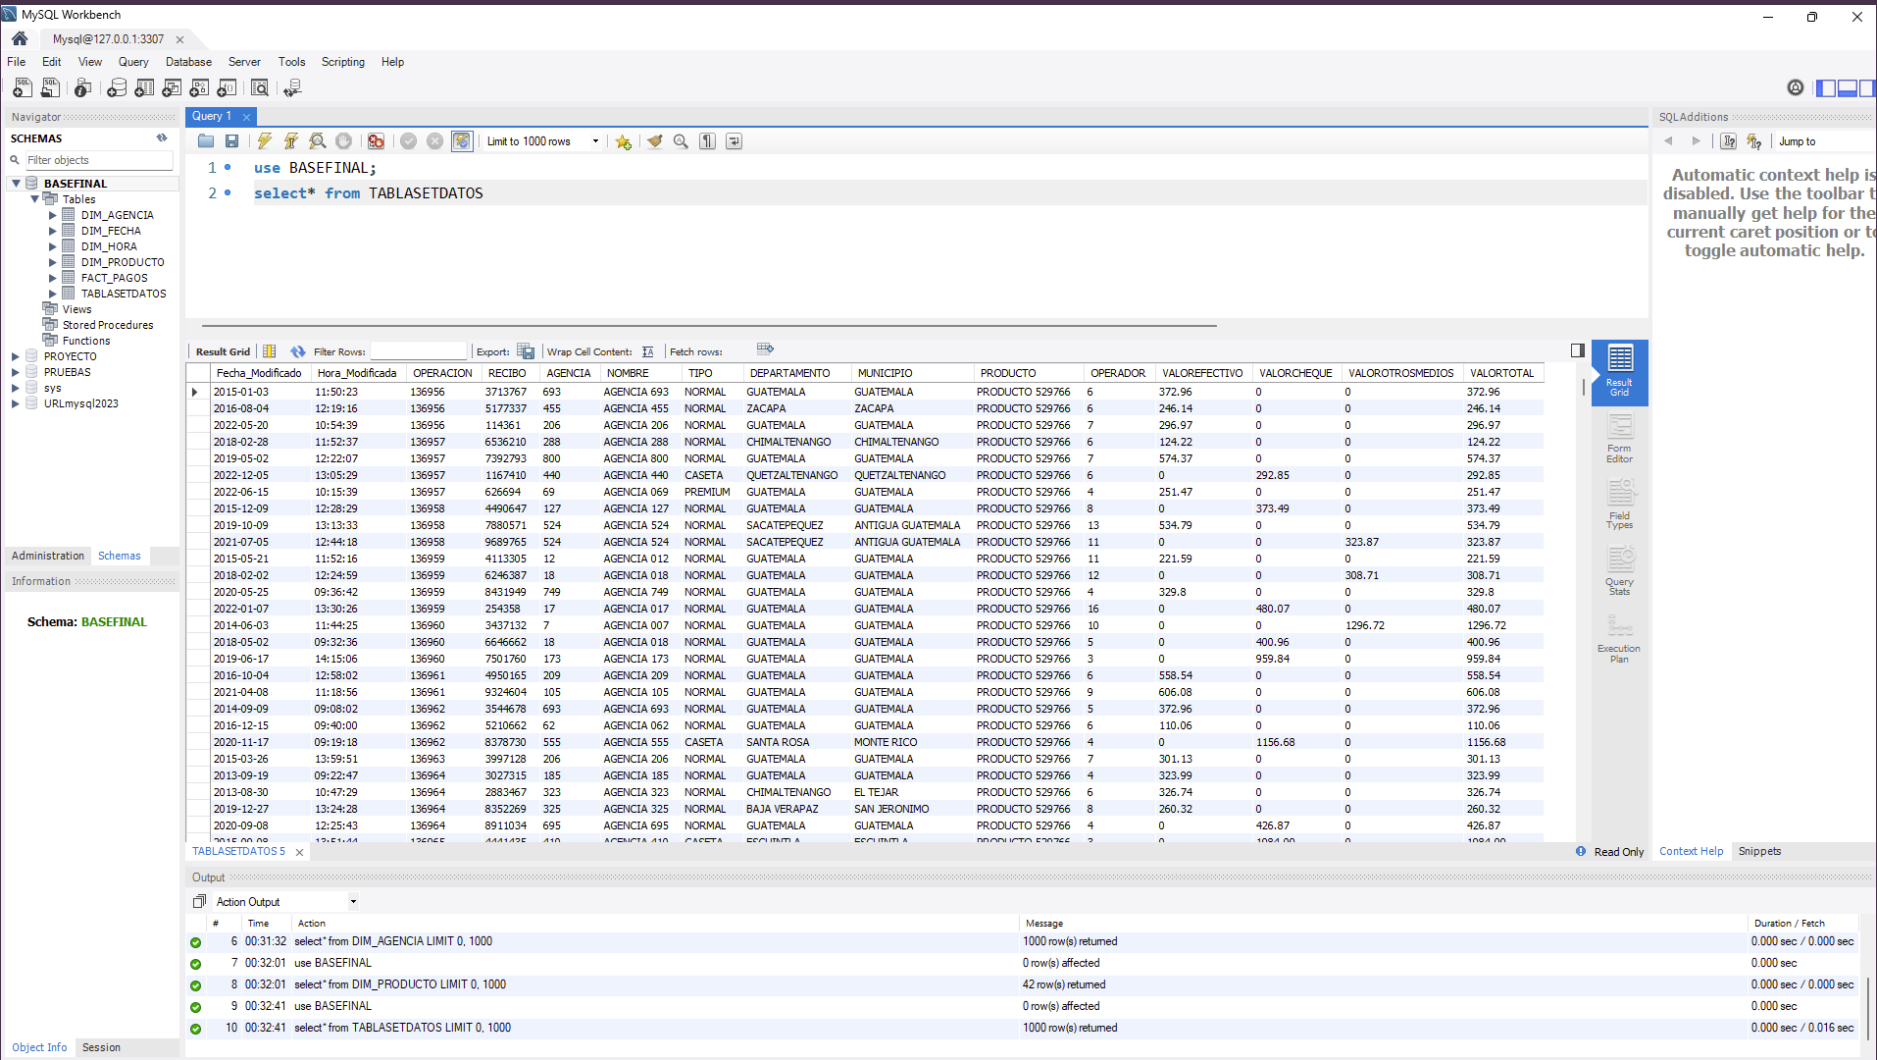 MySQL Workbench
Mysql@127.0.0.1:3307
File Edit View Query Database Server Tools Scripting Help
Navigator
SCHEMAS
Filter objects
BASEFINAL
Tables
DIM_AGENCIA
DIM_FECHA
DIM_HORA
DIM_PRODUCTO
FACT_PAGOS
TABLASETDATOS
Views
Stored Procedures
Functions
PROYECTO
PRUEBAS
sys
URLmysql2023
Administration Schemas
Information
Schema: BASEFINAL
Object Info Session
Query 1
Limit to 1000 rows
1 use BASEFINAL;
2 select* from TABLASETDATOS
Result Grid Filter Rows: Export: Wrap Cell Content: Fetch rows:
Fecha_Modificado Hora_Modificada OPERACION RECIBO AGENCIA NOMBRE TIPO DEPARTAMENTO MUNICIPIO PRODUCTO OPERADOR VALOREFECTIVO VALORCHEQUE VALOROTROSMEDIOS VALORTOTAL
2015-01-03 11:50:23 136956 3713767 693 AGENCIA 693 NORMAL GUATEMALA GUATEMALA PRODUCTO 529766 6 372.96 0 0 372.96
2016-08-04 12:19:16 136956 5177337 455 AGENCIA 455 NORMAL ZACAPA ZACAPA PRODUCTO 529766 6 246.14 0 0 246.14
2022-05-20 10:54:39 136956 114361 206 AGENCIA 206 NORMAL GUATEMALA GUATEMALA PRODUCTO 529766 7 296.97 0 0 296.97
2018-02-28 11:52:37 136957 6536210 288 AGENCIA 288 NORMAL CHIMALTENANGO CHIMALTENANGO PRODUCTO 529766 6 124.22 0 0 124.22
2019-05-02 12:22:07 136957 7392793 800 AGENCIA 800 NORMAL GUATEMALA GUATEMALA PRODUCTO 529766 7 574.37 0 0 574.37
2022-12-05 13:05:29 136957 1167410 440 AGENCIA 440 CASETA QUETZALTENANGO QUETZALTENANGO PRODUCTO 529766 6 0 292.85 0 292.85
2022-06-15 10:15:39 136957 626694 69 AGENCIA 069 PREMIUM GUATEMALA GUATEMALA PRODUCTO 529766 4 251.47 0 0 251.47
2015-12-09 12:28:29 136958 4490647 127 AGENCIA 127 NORMAL GUATEMALA GUATEMALA PRODUCTO 529766 8 0 373.49 0 373.49
2019-10-09 13:13:33 136958 7880571 524 AGENCIA 524 NORMAL SACATEPEQUEZ ANTIGUA GUATEMALA PRODUCTO 529766 13 534.79 0 0 534.79
2021-07-05 12:44:18 136958 9689765 524 AGENCIA 524 NORMAL SACATEPEQUEZ ANTIGUA GUATEMALA PRODUCTO 529766 11 0 0 323.87 323.87
2015-05-21 11:52:16 136959 4113305 12 AGENCIA 012 NORMAL GUATEMALA GUATEMALA PRODUCTO 529766 11 221.59 0 0 221.59
2018-02-02 12:24:59 136959 6246387 18 AGENCIA 018 NORMAL GUATEMALA GUATEMALA PRODUCTO 529766 12 0 0 308.71 308.71
2020-05-25 09:36:42 136959 8431949 749 AGENCIA 749 NORMAL GUATEMALA GUATEMALA PRODUCTO 529766 4 329.8 0 0 329.8
2022-01-07 13:30:26 136959 254358 17 AGENCIA 017 NORMAL GUATEMALA GUATEMALA PRODUCTO 529766 16 0 480.07 0 480.07
2014-06-03 11:44:25 136960 3437132 7 AGENCIA 007 NORMAL GUATEMALA GUATEMALA PRODUCTO 529766 10 0 0 1296.72 1296.72
2018-05-02 09:32:36 136960 6646662 18 AGENCIA 018 NORMAL GUATEMALA GUATEMALA PRODUCTO 529766 5 0 400.96 0 400.96
2019-06-17 14:15:06 136960 7501760 173 AGENCIA 173 NORMAL GUATEMALA GUATEMALA PRODUCTO 529766 3 0 959.84 0 959.84
2016-10-04 12:58:02 136961 4950165 209 AGENCIA 209 NORMAL GUATEMALA GUATEMALA PRODUCTO 529766 6 558.54 0 0 558.54
2021-04-08 11:18:56 136961 9324604 105 AGENCIA 105 NORMAL GUATEMALA GUATEMALA PRODUCTO 529766 9 606.08 0 0 606.08
2014-09-09 09:08:02 136962 3544678 693 AGENCIA 693 NORMAL GUATEMALA GUATEMALA PRODUCTO 529766 5 372.96 0 0 372.96
2016-12-15 09:40:00 136962 5210662 62 AGENCIA 062 NORMAL GUATEMALA GUATEMALA PRODUCTO 529766 6 110.06 0 0 110.06
2020-11-17 09:19:18 136962 8378730 555 AGENCIA 555 CASETA SANTA ROSA MONTE RICO PRODUCTO 529766 4 0 1156.68 0 1156.68
2015-03-26 13:59:51 136963 3997128 206 AGENCIA 206 NORMAL GUATEMALA GUATEMALA PRODUCTO 529766 7 301.13 0 0 301.13
2013-09-19 09:22:47 136964 3027315 185 AGENCIA 185 NORMAL GUATEMALA GUATEMALA PRODUCTO 529766 4 323.99 0 0 323.99
2013-08-30 10:47:29 136964 2883467 323 AGENCIA 323 NORMAL CHIMALTENANGO EL TEJAR PRODUCTO 529766 6 326.74 0 0 326.74
2019-12-27 13:24:28 136964 8352269 325 AGENCIA 325 NORMAL BAJA VERAPAZ SAN JERONIMO PRODUCTO 529766 8 260.32 0 0 260.32
2020-09-08 12:25:43 136964 8911034 695 AGENCIA 695 NORMAL GUATEMALA GUATEMALA PRODUCTO 529766 4 0 426.87 0 426.87
Result Grid
Form Editor
Field Types
Query Stats
Execution Plan
TABLASETDATOS 5
Read Only
SQLAdditions
Jump to
Automatic context help is
disabled. Use the toolbar t
manually get help for the
current caret position or to
toggle automatic help.
Context Help Snippets
Output
Action Output
# Time Action Message Duration / Fetch
6 00:31:32 select* from DIM_AGENCIA LIMIT 0, 1000 1000 row(s) returned 0.000 sec / 0.000 sec
7 00:32:01 use BASEFINAL 0 row(s) affected 0.000 sec
8 00:32:01 select* from DIM_PRODUCTO LIMIT 0, 1000 42 row(s) returned 0.000 sec / 0.000 sec
9 00:32:41 use BASEFINAL 0 row(s) affected 0.000 sec
10 00:32:41 select* from TABLASETDATOS LIMIT 0, 1000 1000 row(s) returned 0.000 sec / 0.016 sec